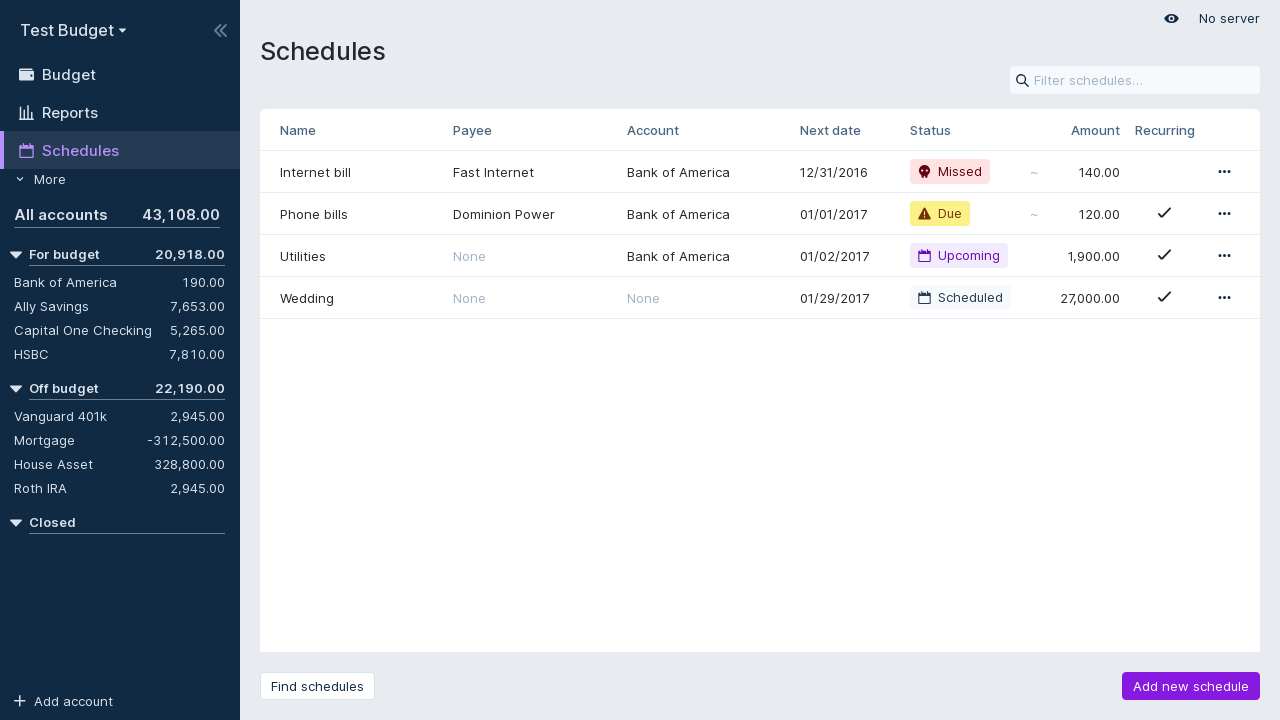 Test Budget
Budget
Reports
Schedules
More
All accounts 43,108.00
For budget 20,918.00
Bank of America 190.00
Ally Savings 7,653.00
Capital One Checking 5,265.00
HSBC 7,810.00
Off budget 22,190.00
Vanguard 401k 2,945.00
Mortgage -312,500.00
House Asset 328,800.00
Roth IRA 2,945.00
Closed
Add account
No server
Schedules
Filter schedules...
Name Payee Account Next date Status Amount Recurring
Internet bill Fast Internet Bank of America 12/31/2016 Missed ~ 140.00
Phone bills Dominion Power Bank of America 01/01/2017 Due ~ 120.00
Utilities None Bank of America 01/02/2017 Upcoming 1,900.00
Wedding None None 01/29/2017 Scheduled 27,000.00
Find schedules
Add new schedule